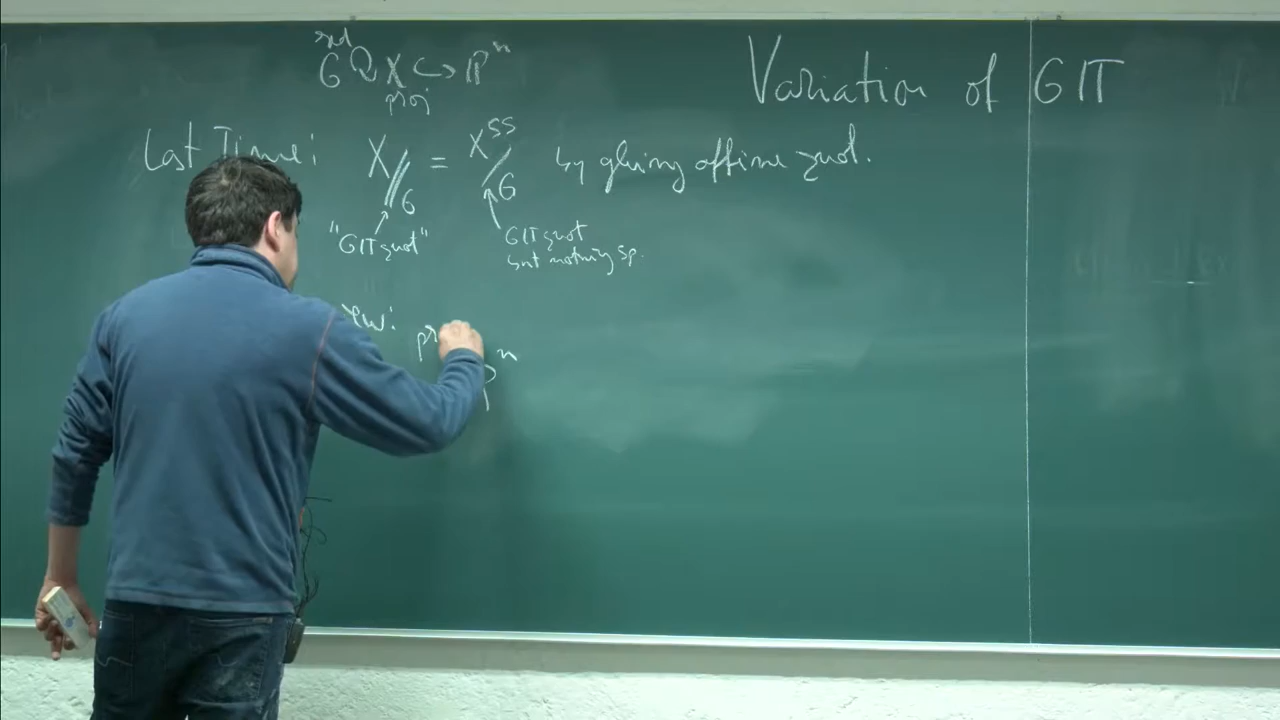 Variation of GIT
red
G ↷ X ↪ ℙⁿ
proj
Last Time: X//G = X^{SS}/G by gluing affine quot.
"GIT quot"
GIT quot
but nothing sp.
n